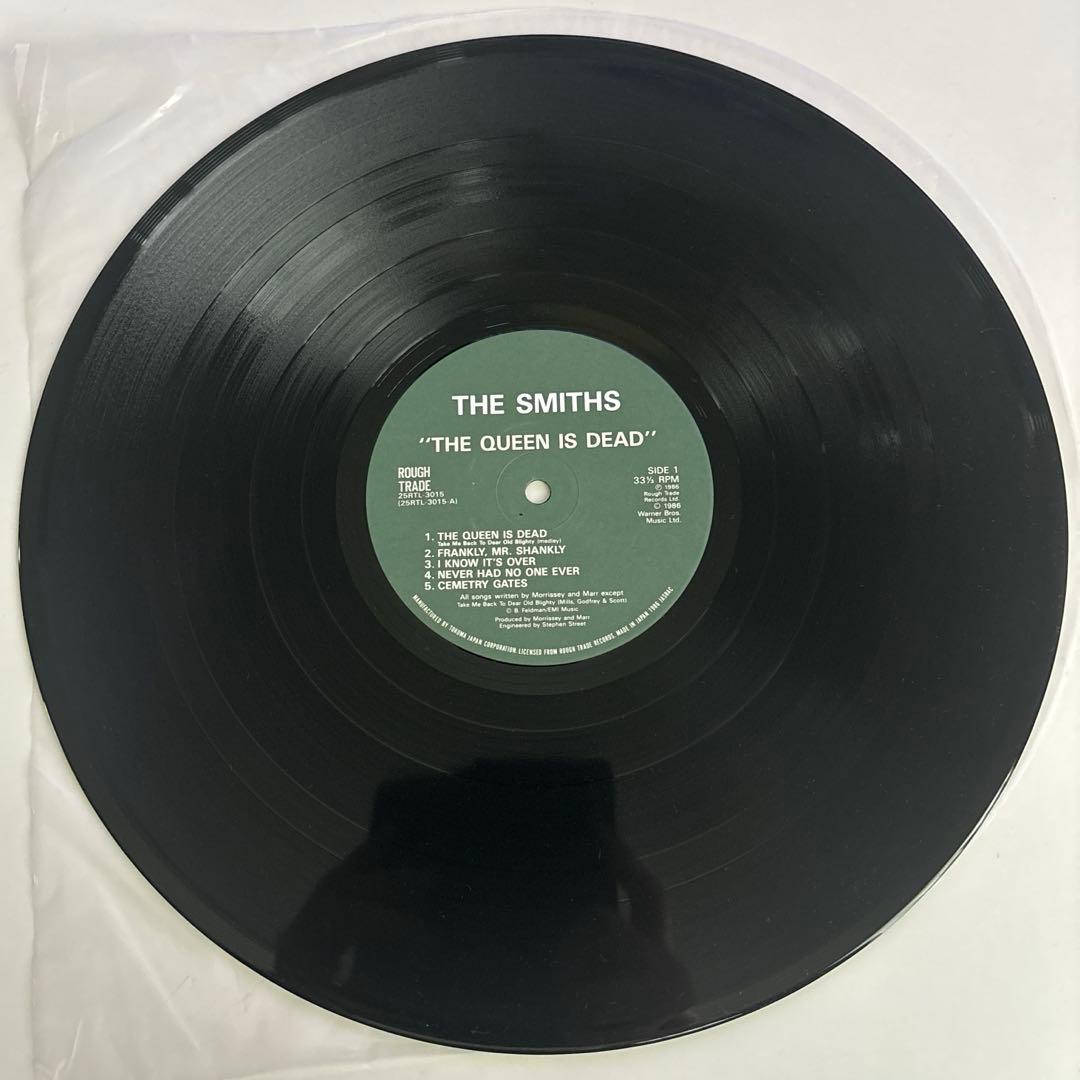 THE SMITHS
"THE QUEEN IS DEAD"
ROUGH
TRADE
25RTL-3015
(25RTL-3015-A)
SIDE 1
33⅓ RPM
℗ 1986
Rough Trade
Records Ltd.
© 1986
Warner Bros.
Music Ltd.
1. THE QUEEN IS DEAD
Take Me Back To Dear Old Blighty (medley)
2. FRANKLY, MR. SHANKLY
3. I KNOW IT'S OVER
4. NEVER HAD NO ONE EVER
5. CEMETRY GATES
All songs written by Morrissey and Marr except
Take Me Back To Dear Old Blighty (Mills, Godfrey & Scott)
© B. Feldman/EMI Music
Produced by Morrissey and Marr
Engineered by Stephen Street
MANUFACTURED BY TOKUMA JAPAN CORPORATION. LICENSED FROM ROUGH TRADE RECORDS. MADE IN JAPAN 1986 JASRAC